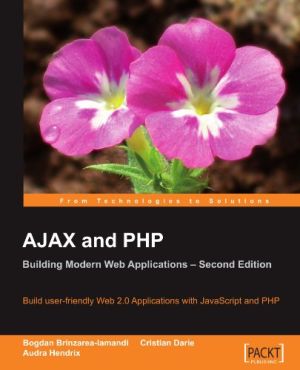 From Technologies to Solutions
AJAX and PHP
Building Modern Web Applications – Second Edition
Build user-friendly Web 2.0 Applications with JavaScript and PHP
Bogdan Brinzarea-Iamandi Cristian Darie
Audra Hendrix
PACKT
PUBLISHING